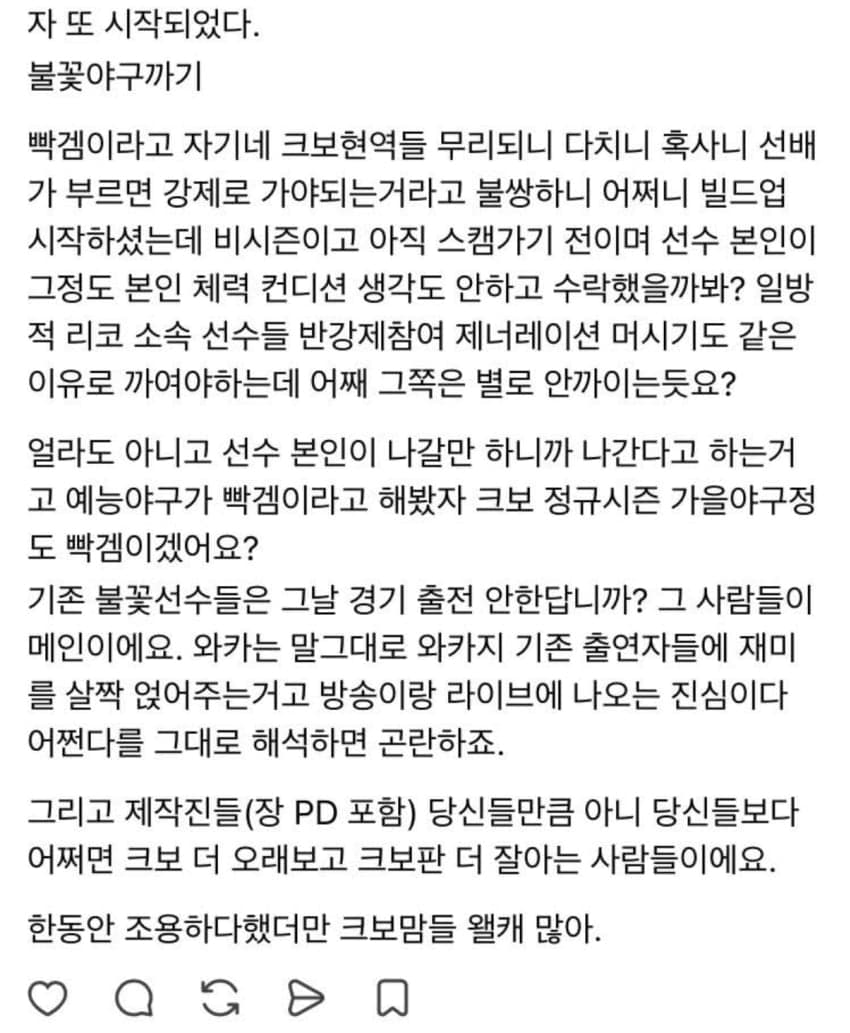 자 또 시작되었다.
불꽃야구까기
빡겜이라고 자기네 크보현역들 무리되니 다치니 혹사니 선배
가 부르면 강제로 가야되는거라고 불쌍하니 어쩌니 빌드업
시작하셨는데 비시즌이고 아직 스캠가기 전이며 선수 본인이
그정도 본인 체력 컨디션 생각도 안하고 수락했을까봐? 일방
적 리코 소속 선수들 반강제참여 제너레이션 머시기도 같은
이유로 까여야하는데 어째 그쪽은 별로 안까이는듯요?
얼라도 아니고 선수 본인이 나갈만 하니까 나간다고 하는거
고 예능야구가 빡겜이라고 해봤자 크보 정규시즌 가을야구정
도 빡겜이겠어요?
기존 불꽃선수들은 그날 경기 출전 안한답니까? 그 사람들이
메인이에요. 와카는 말그대로 와카지 기존 출연자들에 재미
를 살짝 얹어주는거고 방송이랑 라이브에 나오는 진심이다
어쩐다를 그대로 해석하면 곤란하죠.
그리고 제작진들(장 PD 포함) 당신들만큼 아니 당신들보다
어쩌면 크보 더 오래보고 크보판 더 잘아는 사람들이에요.
한동안 조용하다했더만 크보맘들 왤캐 많아.